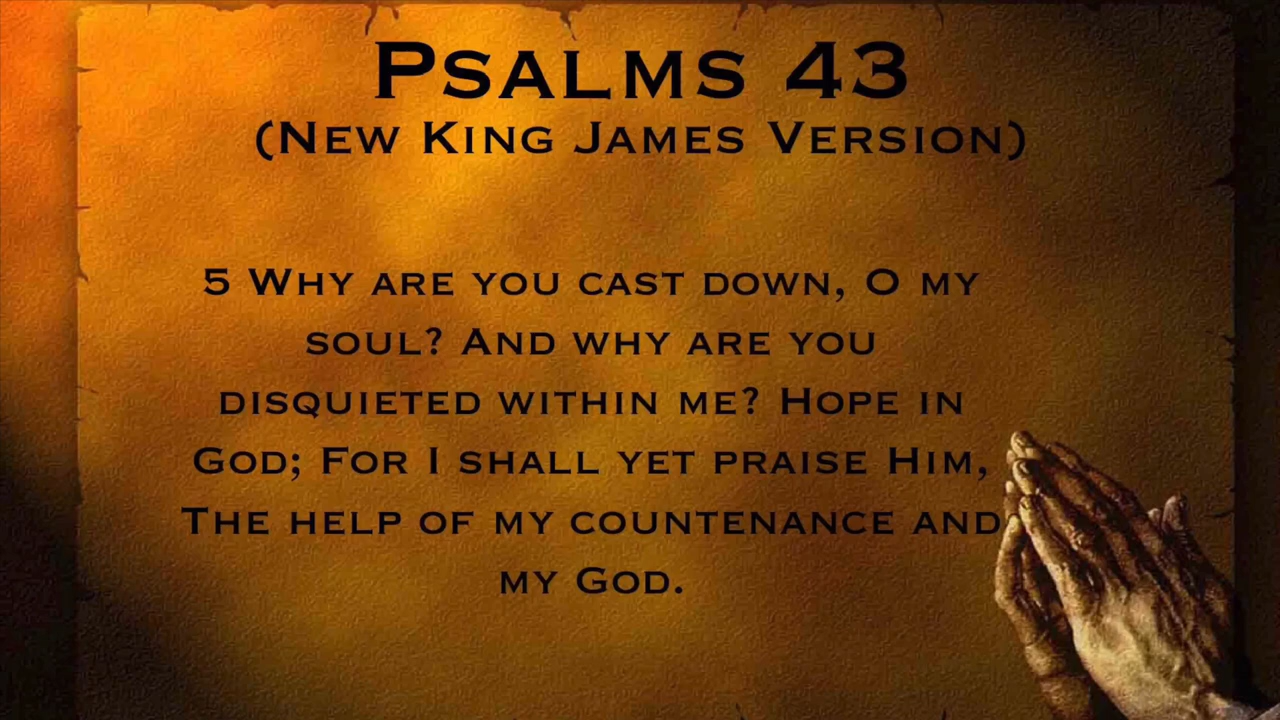 Psalms 43
(New King James Version)
5 Why are you cast down, O my
soul? And why are you
disquieted within me? Hope in
God; For I shall yet praise Him,
The help of my countenance and
my God.